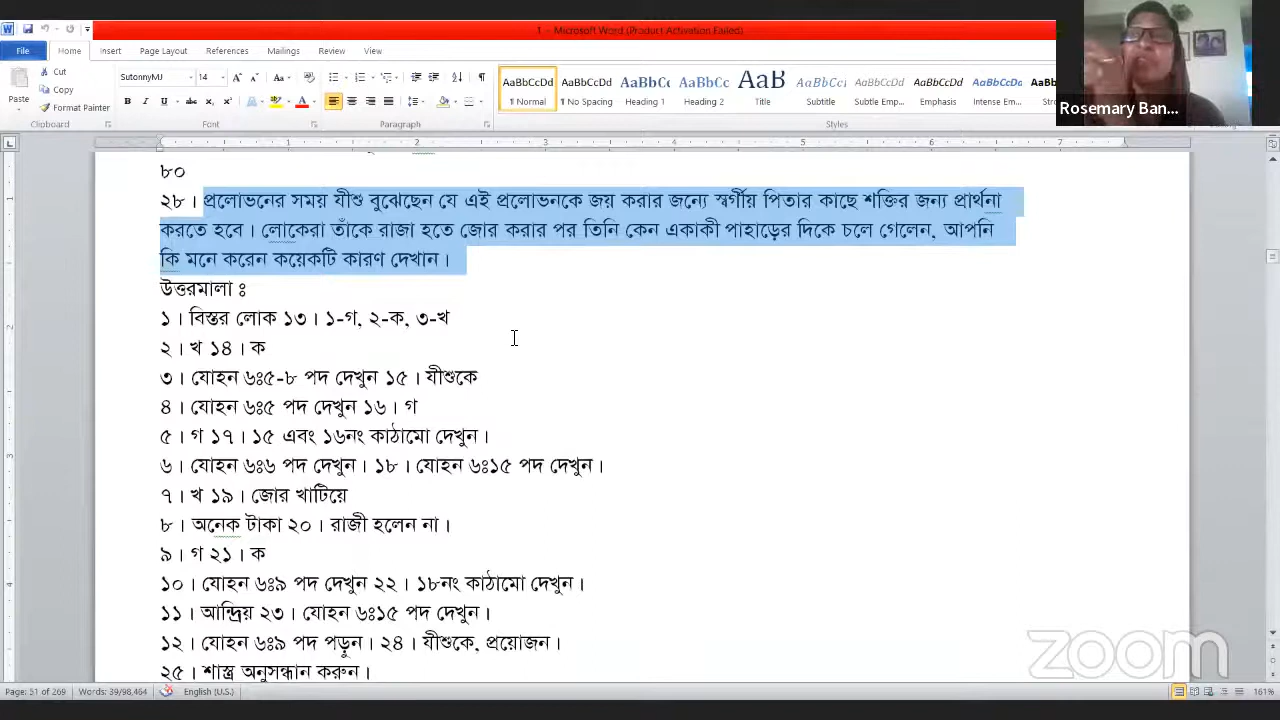 1 - Microsoft Word (Product Activation Failed)
File Home Insert Page Layout References Mailings Review View
Cut
Copy
Format Painter
Paste
Clipboard
SutonnyMJ 14
Font
Paragraph
AaBbCcDd AaBbCcDd AaBbC AaBbCc AaB AaBbCcI AaBbCcDd AaBbCcDd AaBbCcDd
¶ Normal ¶ No Spacing Heading 1 Heading 2 Title Subtitle Subtle Emp... Emphasis Intense Em...
Styles
Rosemary Ban...
৮০
২৮। প্রলোভনের সময় যীশু বুঝেছেন যে এই প্রলোভনকে জয় করার জন্যে স্বর্গীয় পিতার কাছে শক্তির জন্য প্রার্থনা
করতে হবে। লোকেরা তাঁকে রাজা হতে জোর করার পর তিনি কেন একাকী পাহাড়ের দিকে চলে গেলেন, আপনি
কি মনে করেন কয়েকটি কারণ দেখান।
উত্তরমালা ঃ
১। বিস্তর লোক ১৩। ১-গ, ২-ক, ৩-খ
২। খ ১৪। ক
৩। যোহন ৬ঃ৫-৮ পদ দেখুন ১৫। যীশুকে
৪। যোহন ৬ঃ৫ পদ দেখুন ১৬। গ
৫। গ ১৭। ১৫ এবং ১৬নং কাঠামো দেখুন।
৬। যোহন ৬ঃ৬ পদ দেখুন। ১৮। যোহন ৬ঃ১৫ পদ দেখুন।
৭। খ ১৯। জোর খাটিয়ে
৮। অনেক টাকা ২০। রাজী হলেন না।
৯। গ ২১। ক
১০। যোহন ৬ঃ৯ পদ দেখুন ২২। ১৮নং কাঠামো দেখুন।
১১। আন্দ্রিয় ২৩। যোহন ৬ঃ১৫ পদ দেখুন।
১২। যোহন ৬ঃ৯ পদ পড়ুন। ২৪। যীশুকে, প্রয়োজন।
২৫। শাস্ত্র অনুসন্ধান করুন।
zoom
Page: 51 of 269 Words: 39/98,464 English (U.S.) 161%